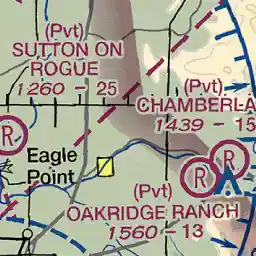 (Pvt)
SUTTON ON
ROGUE
1260 - 25
(Pvt)
CHAMBERLA
1439 - 15
R
Eagle
Point
R
R
(Pvt)
OAKRIDGE RANCH
1560 - 13